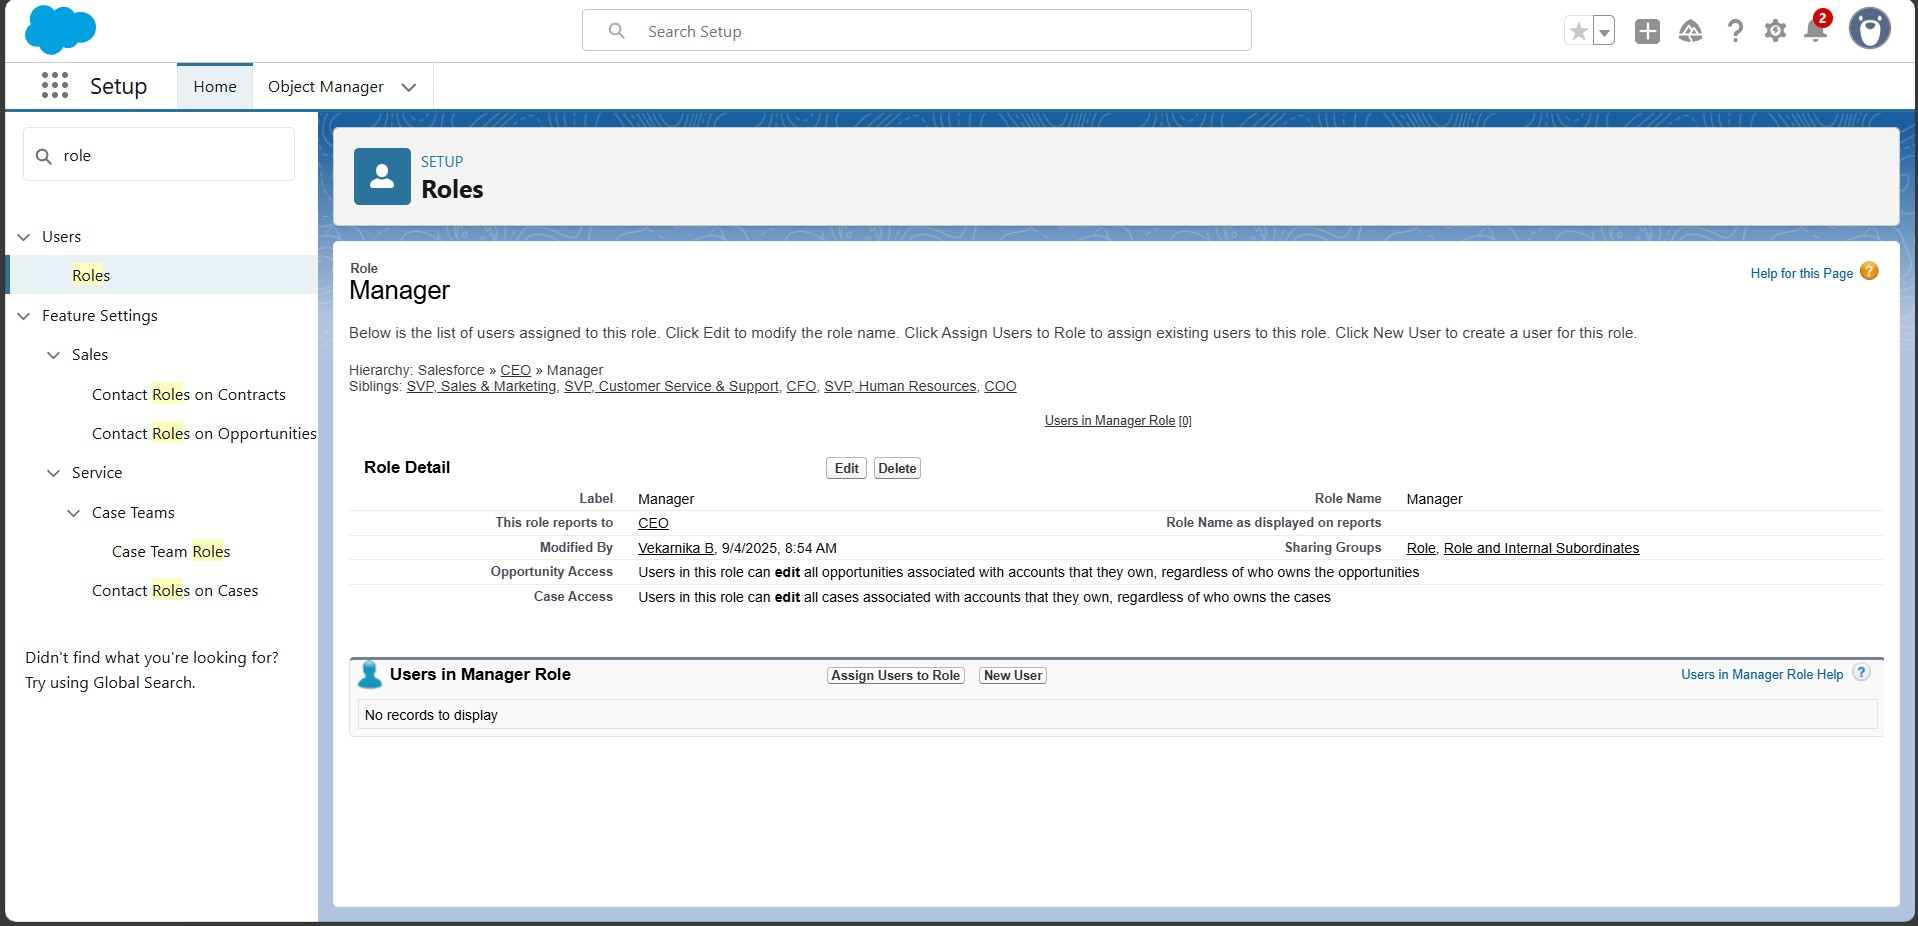 Search Setup
2
Setup
Home
Object Manager
role
Users
Roles
Feature Settings
Sales
Contact Roles on Contracts
Contact Roles on Opportunities
Service
Case Teams
Case Team Roles
Contact Roles on Cases
Didn't find what you're looking for?
Try using Global Search.
SETUP
Roles
Role
Manager
Help for this Page ?
Below is the list of users assigned to this role. Click Edit to modify the role name. Click Assign Users to Role to assign existing users to this role. Click New User to create a user for this role.
Hierarchy: Salesforce » CEO » Manager
Siblings: SVP, Sales & Marketing, SVP, Customer Service & Support, CFO, SVP, Human Resources, COO
Users in Manager Role [0]
Role Detail Edit Delete
Label Manager Role Name Manager
This role reports to CEO Role Name as displayed on reports
Modified By Vekarnika B, 9/4/2025, 8:54 AM Sharing Groups Role, Role and Internal Subordinates
Opportunity Access Users in this role can edit all opportunities associated with accounts that they own, regardless of who owns the opportunities
Case Access Users in this role can edit all cases associated with accounts that they own, regardless of who owns the cases
Users in Manager Role Assign Users to Role New User Users in Manager Role Help ?
No records to display